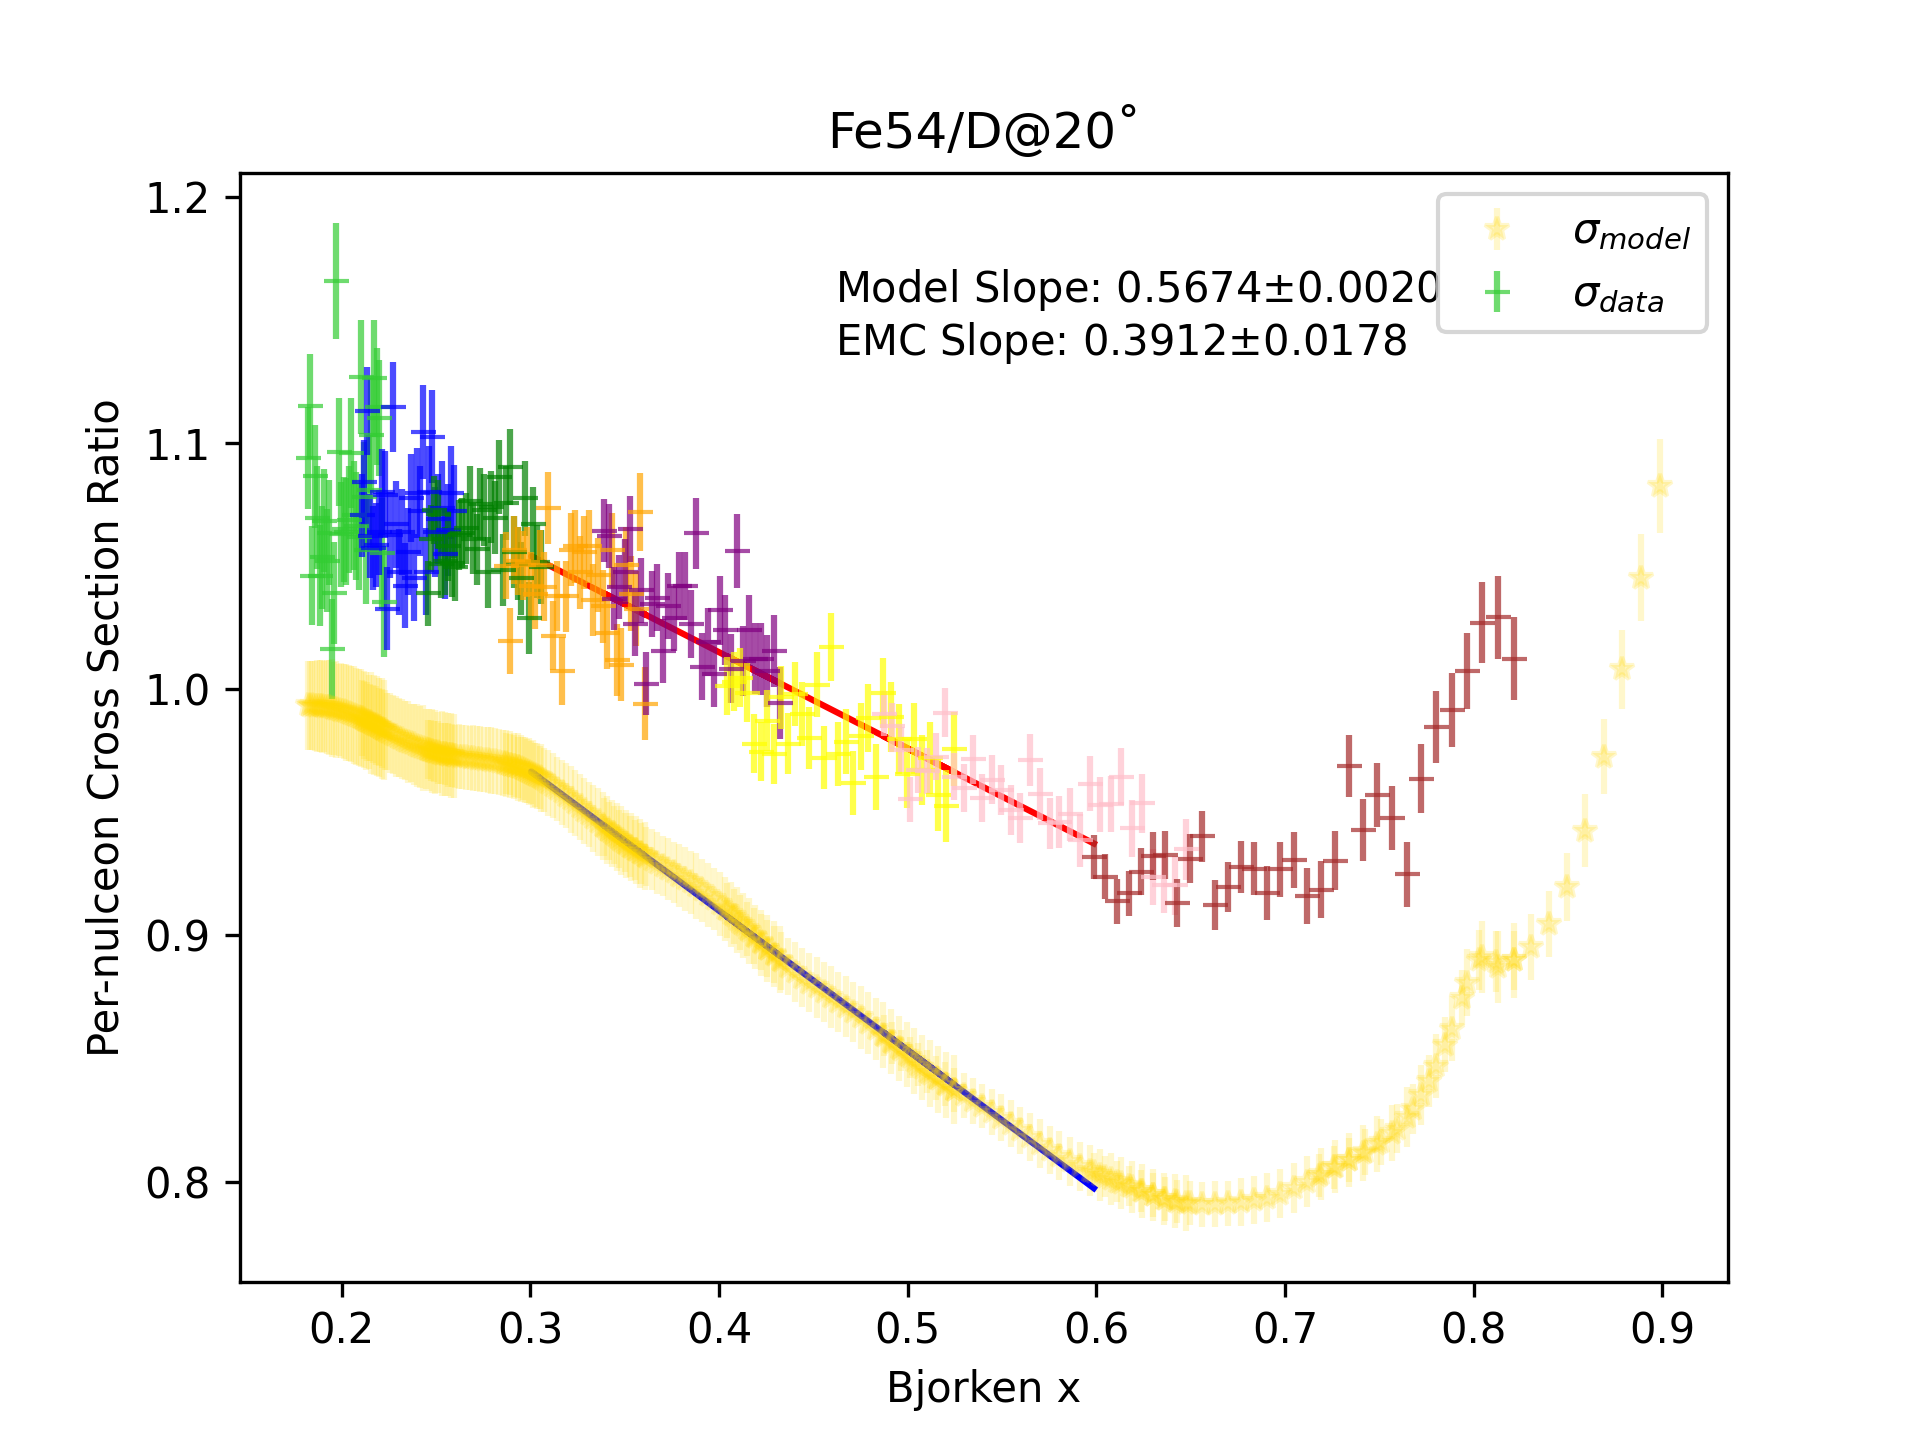 Fe54/D@20˚
σmodel
σdata
Model Slope: 0.5674±0.0020
EMC Slope: 0.3912±0.0178
Per-nulceon Cross Section Ratio
1.2
1.1
1.0
0.9
0.8
0.2 0.3 0.4 0.5 0.6 0.7 0.8 0.9
Bjorken x